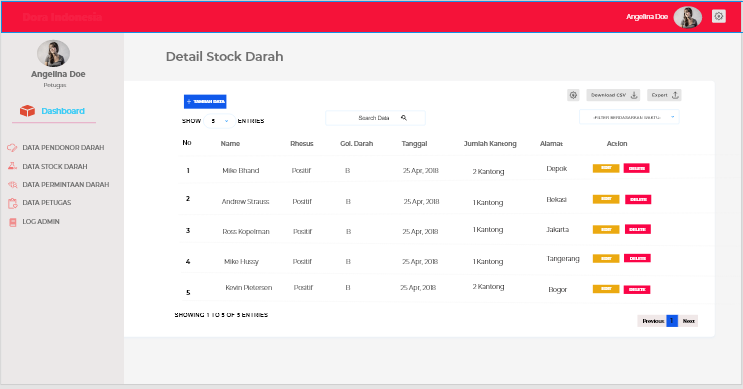 Dora Indonesia
Angelina Doe
Angelina Doe
Petugas
Dashboard
DATA PENDONOR DARAH
DATA STOCK DARAH
DATA PERMINTAAN DARAH
DATA PETUGAS
LOG ADMIN
Detail Stock Darah
+ TAMBAH DATA
Download CSV
Export
SHOW 5 ENTRIES
Search Data
-FILTER BERDASARKAN WAKTU-
No Name Rhesus Gol. Darah Tanggal Jumlah Kantong Alamat Action
1 Mike Bhand Positif B 25 Apr, 2018 2 Kantong Depok EDIT DELETE
2 Andrew Strauss Positif B 25 Apr, 2018 1 Kantong Bekasi EDIT DELETE
3 Ross Kopelman Positif B 25 Apr, 2018 1 Kantong Jakarta EDIT DELETE
4 Mike Hussy Positif B 25 Apr, 2018 1 Kantong Tangerang EDIT DELETE
5 Kevin Pietersen Positif B 25 Apr, 2018 2 Kantong Bogor EDIT DELETE
SHOWING 1 TO 5 OF 5 ENTRIES
Previous 1 Next